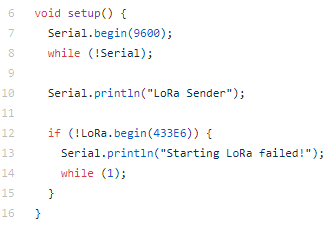 6 void setup() {
7   Serial.begin(9600);
8   while (!Serial);
9
10   Serial.println("LoRa Sender");
11
12   if (!LoRa.begin(433E6)) {
13     Serial.println("Starting LoRa failed!");
14     while (1);
15   }
16 }